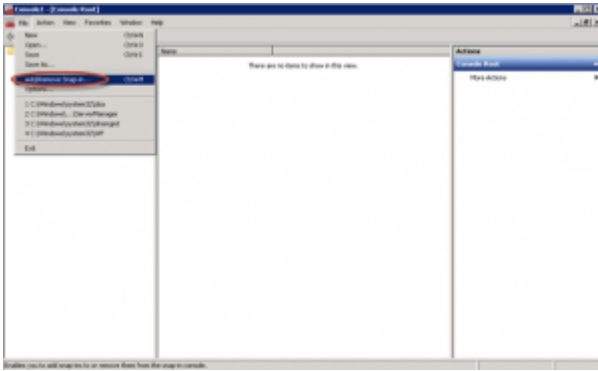 Console1 - [Console Root]
File Action View Favorites Window Help
New Ctrl+N
Open... Ctrl+O
Save Ctrl+S
Save As...
Add/Remove Snap-in... Ctrl+M
Options...
Exit
Name
There are no items to show in this view.
Actions
Console Root
More Actions
Enables you to add snap-ins to or remove them from the snap-in console.